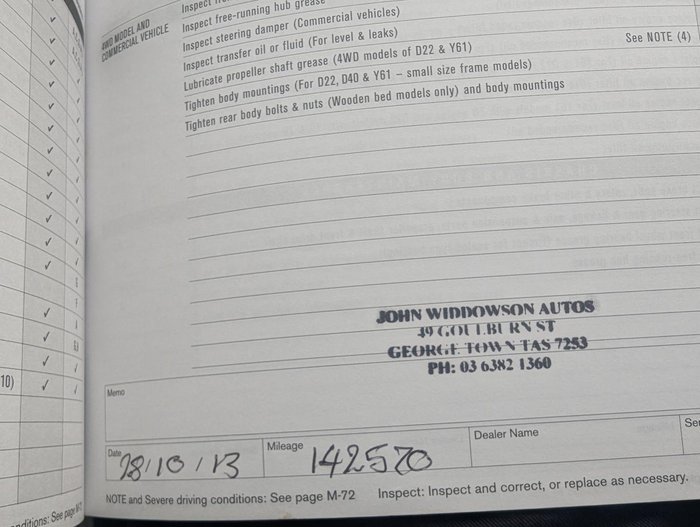 4WD MODEL AND
COMMERCIAL VEHICLE
Inspect
Inspect free-running hub grease
Inspect steering damper (Commercial vehicles)
Inspect transfer oil or fluid (For level & leaks)
Lubricate propeller shaft grease (4WD models of D22 & Y61) See NOTE (4)
Tighten body mountings (For D22, D40 & Y61 – small size frame models)
Tighten rear body bolts & nuts (Wooden bed models only) and body mountings
JOHN WIDDOWSON AUTOS
39 GOULBURN ST
GEORGE TOWN TAS 7253
PH: 03 6382 1360
10)
Memo
Date 28/10/13 Mileage 142570 Dealer Name
NOTE and Severe driving conditions: See page M-72 Inspect: Inspect and correct, or replace as necessary.
See page